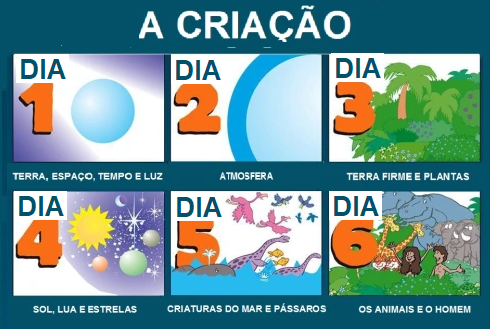 A CRIAÇÃO
DIA
1
TERRA, ESPAÇO, TEMPO E LUZ
DIA
2
ATMOSFERA
DIA
3
TERRA FIRME E PLANTAS
DIA
4
SOL, LUA E ESTRELAS
DIA
5
CRIATURAS DO MAR E PÁSSAROS
DIA
6
OS ANIMAIS E O HOMEM